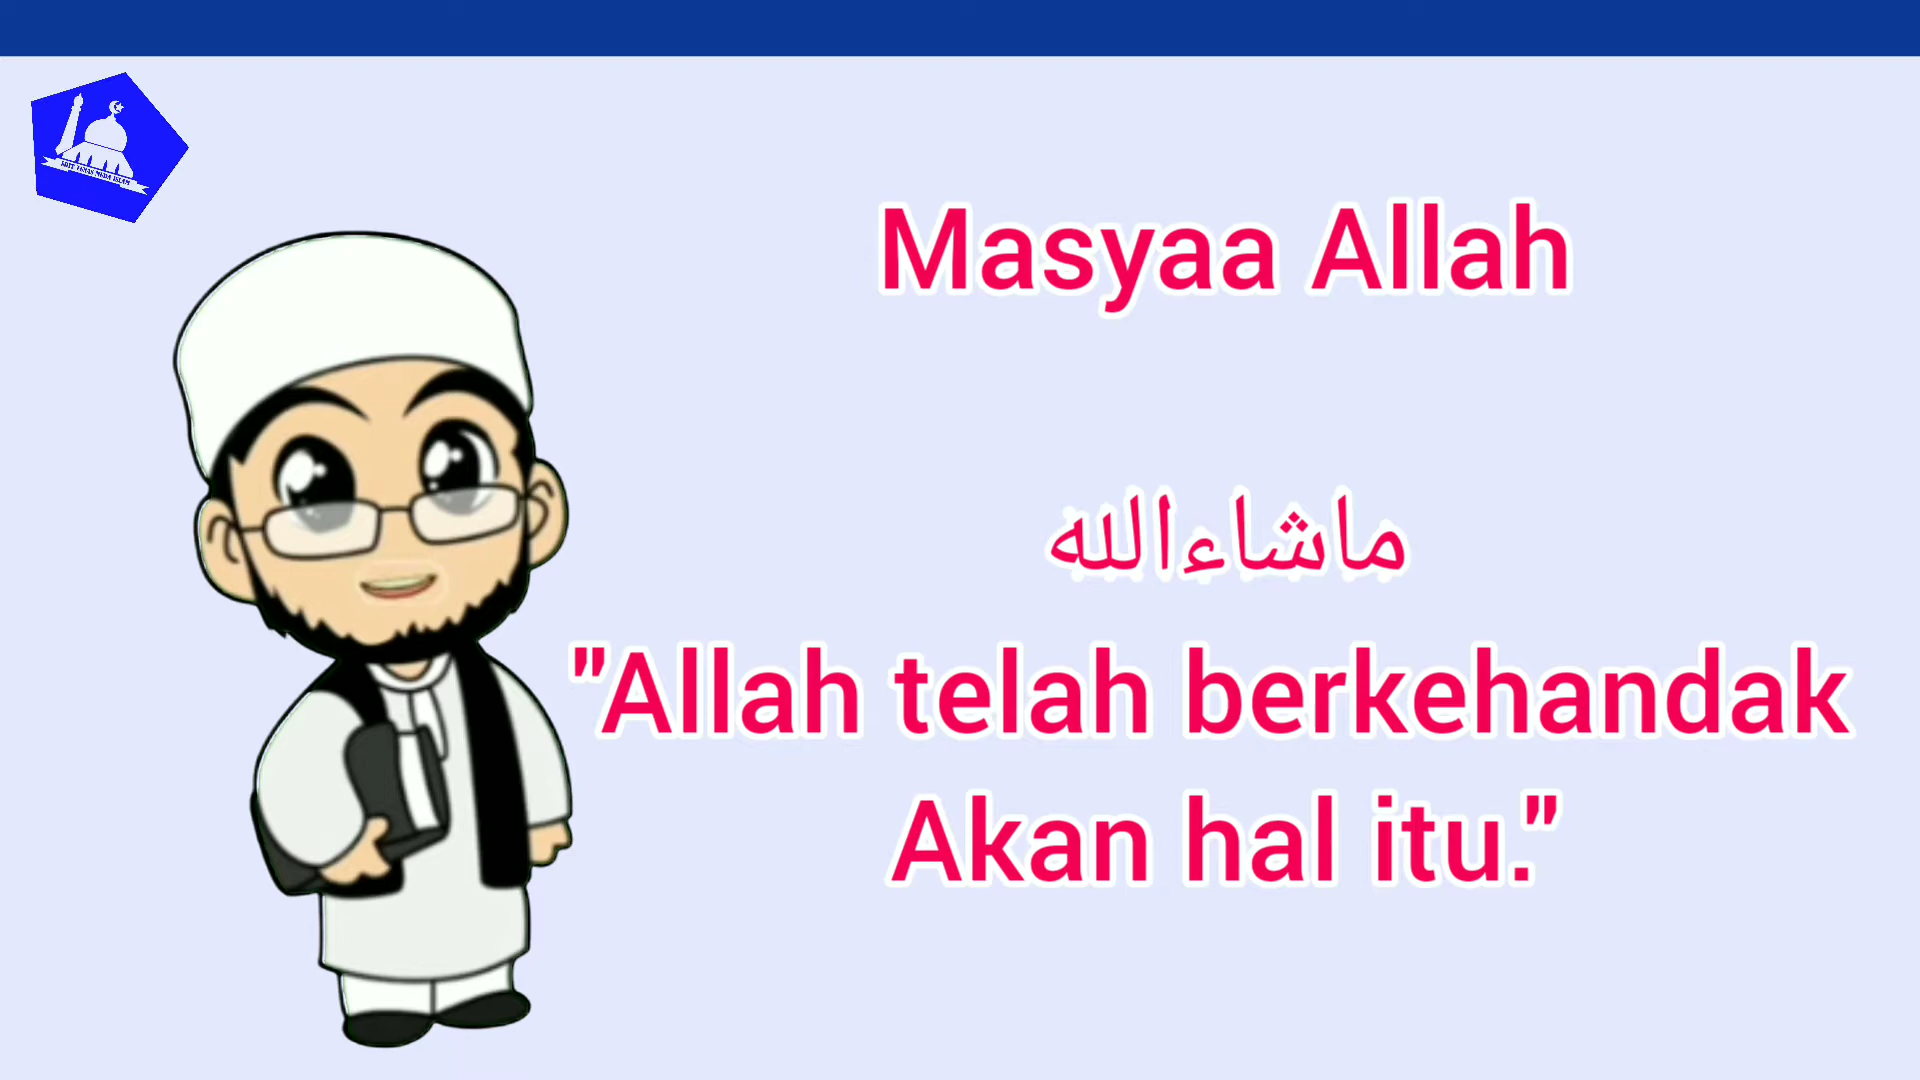 Masyaa Allah
ماشاءالله
"Allah telah berkehandak
Akan hal itu."